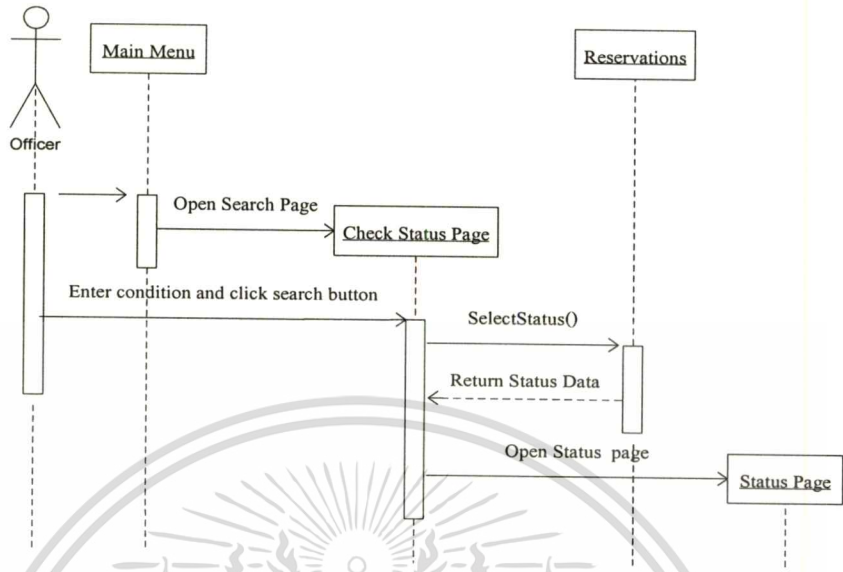 Main Menu
Reservations
Officer
Open Search Page
Check Status Page
Enter condition and click search button
SelectStatus()
Return Status Data
Open Status page
Status Page